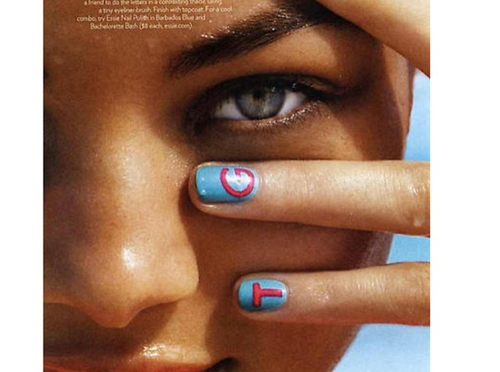 a friend to do the letters in a contrasting shade, using
a tiny eyeliner brush. Finish with topcoat. For a cool
combo, try Essie Nail Polish in Barbados Blue and
Bachelorette Bash ($8 each, essie.com).
G
T